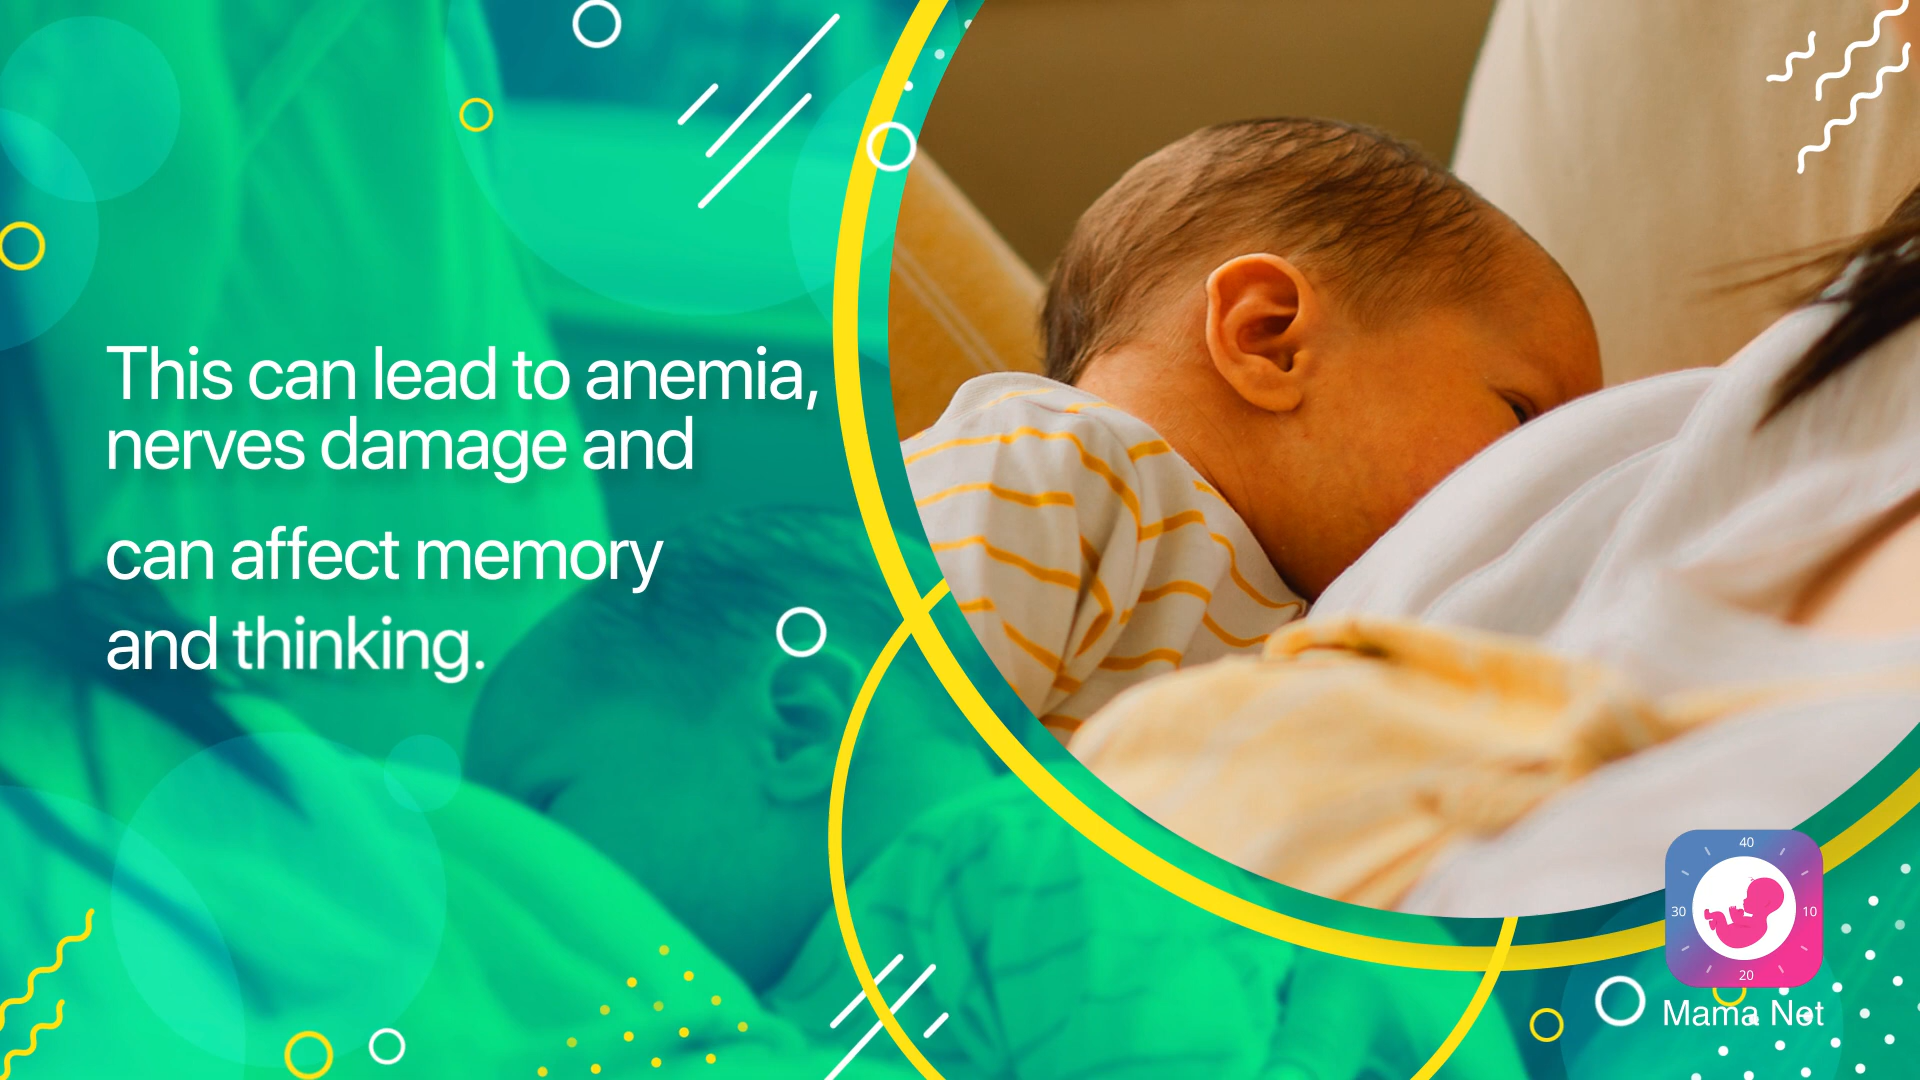 This can lead to anemia,
nerves damage and
can affect memory
and thinking.
40
30
10
20
Mama Net